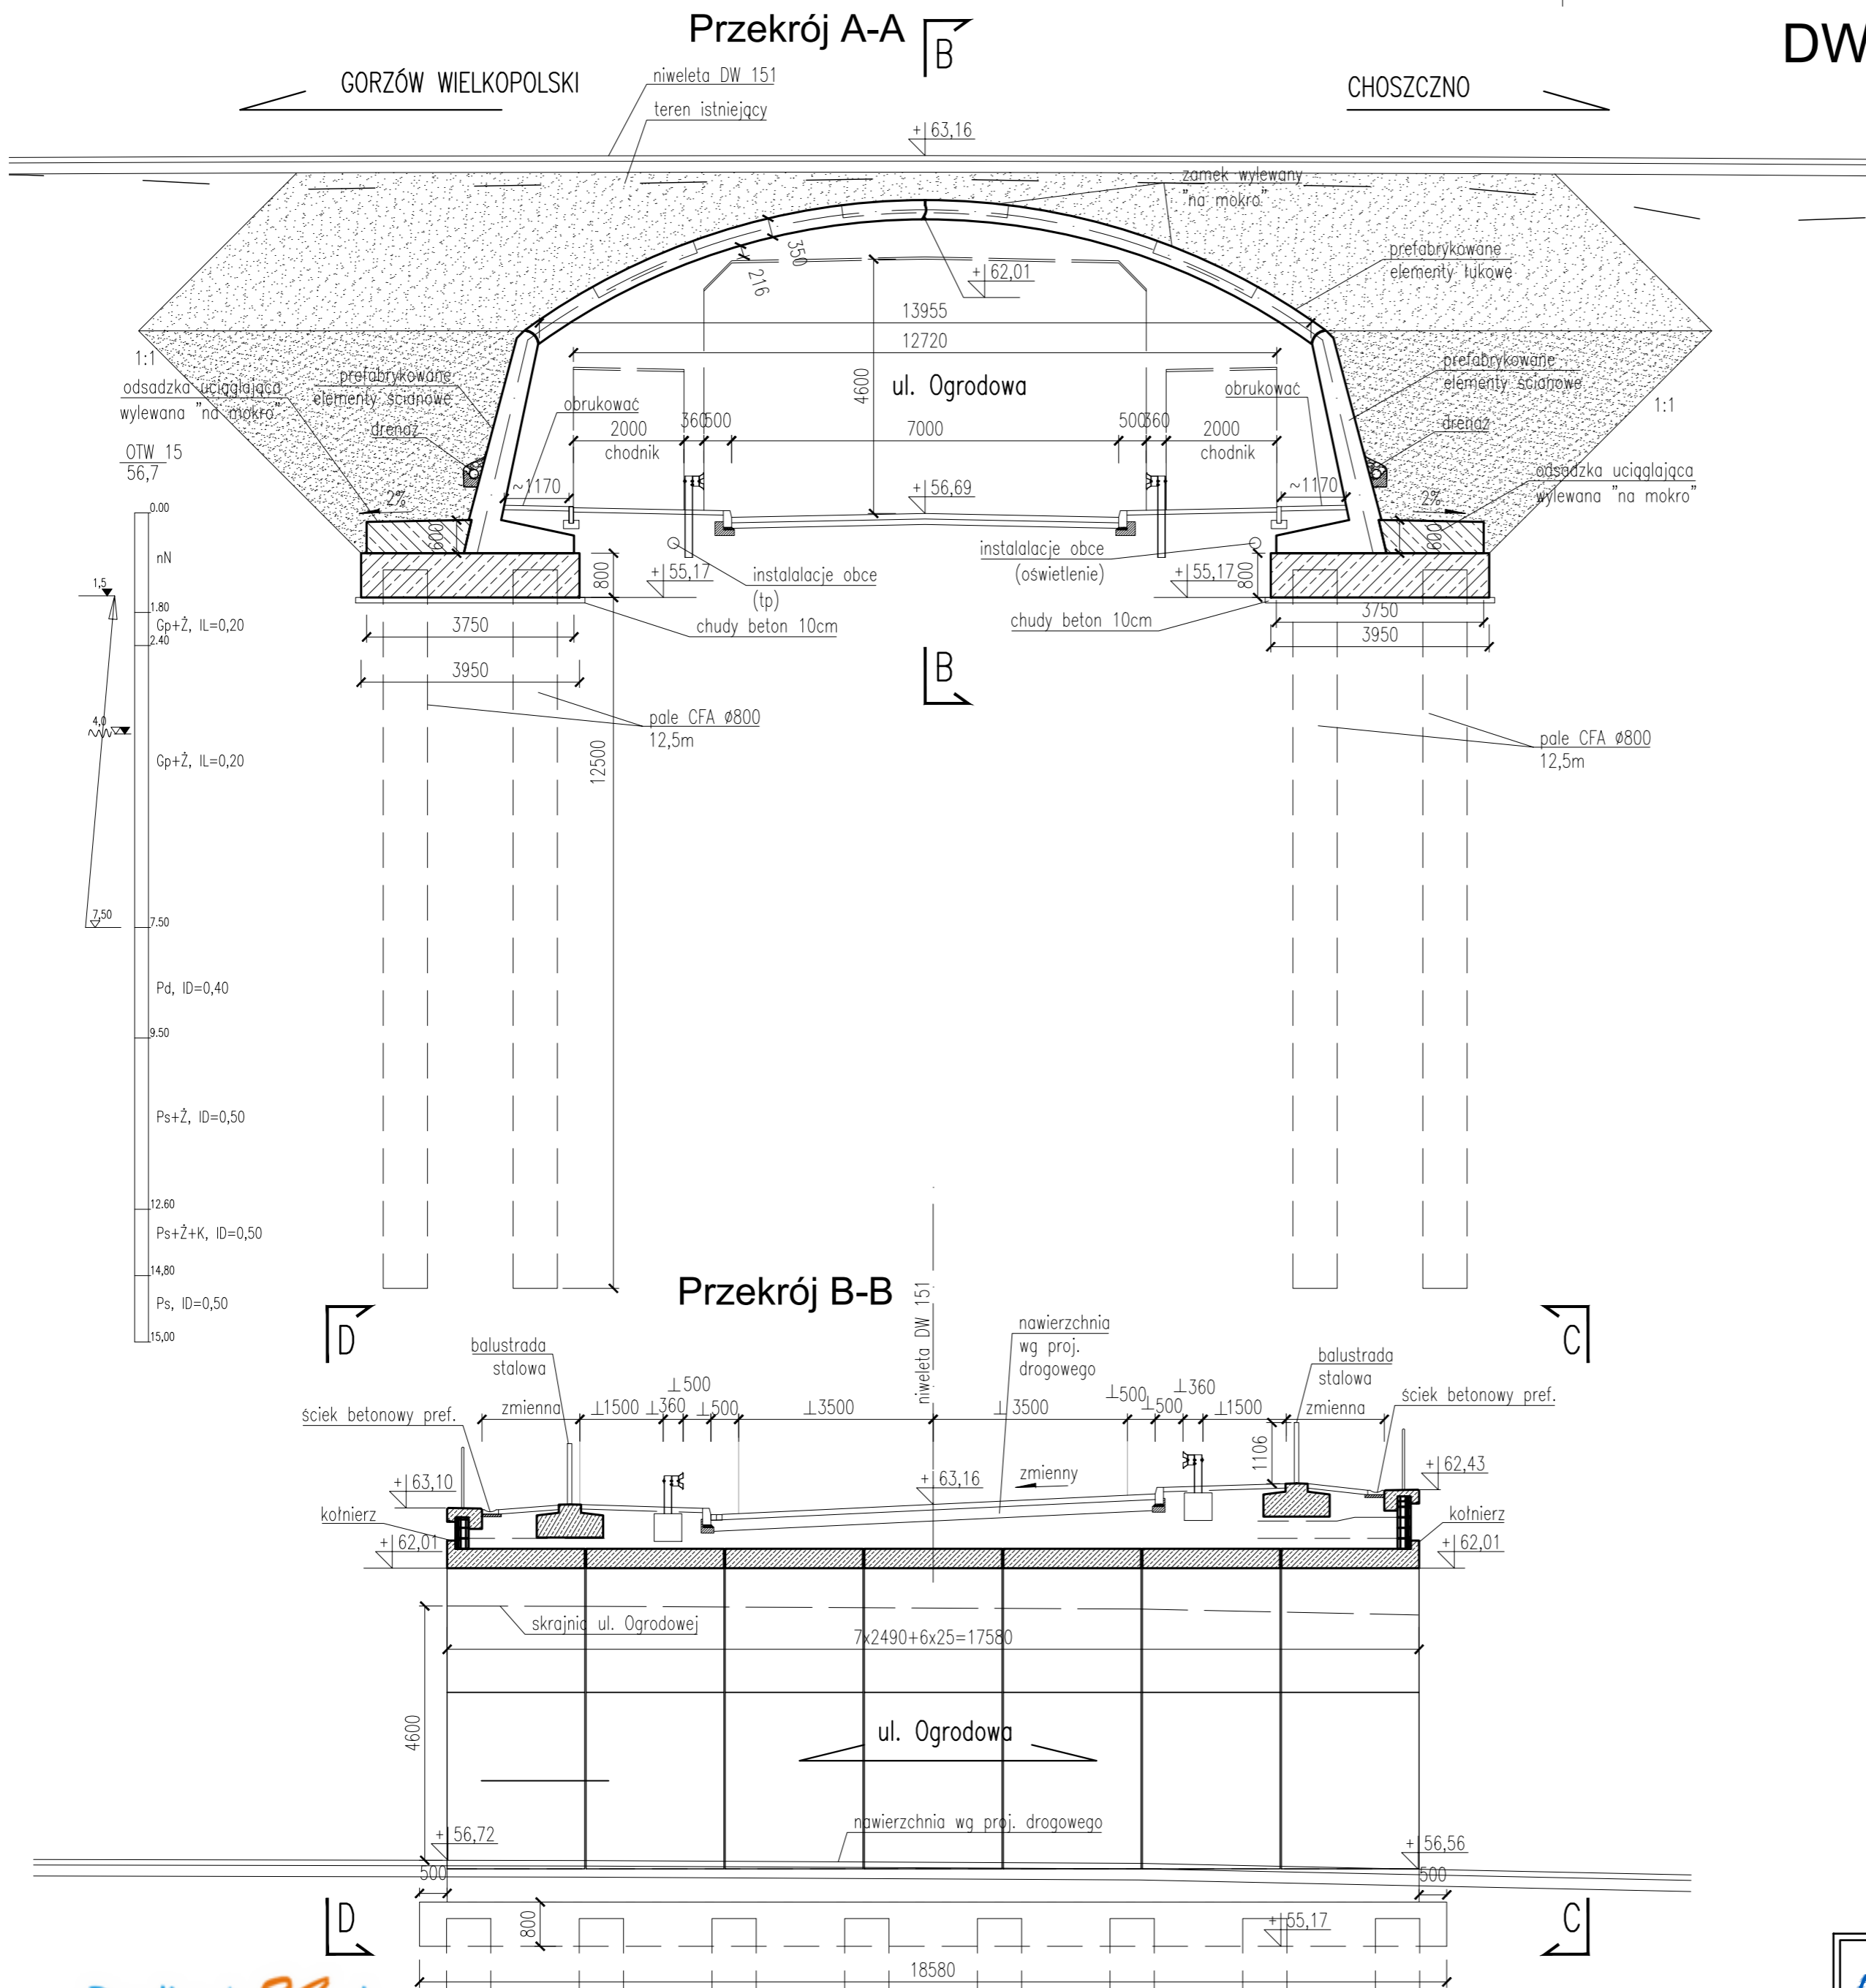 Przekrój A-A
B
DW
GORZÓW WIELKOPOLSKI
niweleta DW 151
teren istniejący
CHOSZCZNO
+63,16
zamek wylewany
"na mokro"
350
216
prefabrykowane
elementy łukowe
+62,01
13955
12720
1:1
odsadzka uciąglająca
wylewana "na mokro"
prefabrykowane
elementy ścianowe
obrukować
drenaż
4600
ul. Ogrodowa
obrukować
prefabrykowane
elementy ścianowe
1:1
drenaż
2000
chodnik
360
500
7000
500
360
2000
chodnik
OTW 15
56,7
odsadzka uciąglająca
wylewana "na mokro"
~1170
+56,69
~1170
2%
2%
0.00
600
600
nN
800
+55,17
instalalacje obce
(tp)
instalalacje obce
(oświetlenie)
+55,17
800
1,5
1.80
Gp+Ż, IL=0,20
2.40
3750
chudy beton 10cm
chudy beton 10cm
3750
3950
3950
B
4,0
Gp+Ż, IL=0,20
pale CFA ø800
12,5m
12500
pale CFA ø800
12,5m
7,50
7.50
Pd, ID=0,40
9.50
Ps+Ż, ID=0,50
12.60
Ps+Ż+K, ID=0,50
14,80
Ps, ID=0,50
15,00
Przekrój B-B
niweleta DW 151
D
C
balustrada
stalowa
nawierzchnia
wg proj.
drogowego
balustrada
stalowa
ściek betonowy pref.
zmienna
⊥1500
⊥360
⊥500
⊥500
⊥3500
⊥3500
⊥500
⊥500
⊥360
⊥1500
zmienna
ściek betonowy pref.
1106
+63,10
+63,16
zmienny
+62,43
kołnierz
kołnierz
+62,01
+62,01
skrajnia ul. Ogrodowej
7x2490+6x25=17580
4600
ul. Ogrodowa
nawierzchnia wg proj. drogowego
+56,72
+56,56
500
500
D
800
+55,17
C
18580